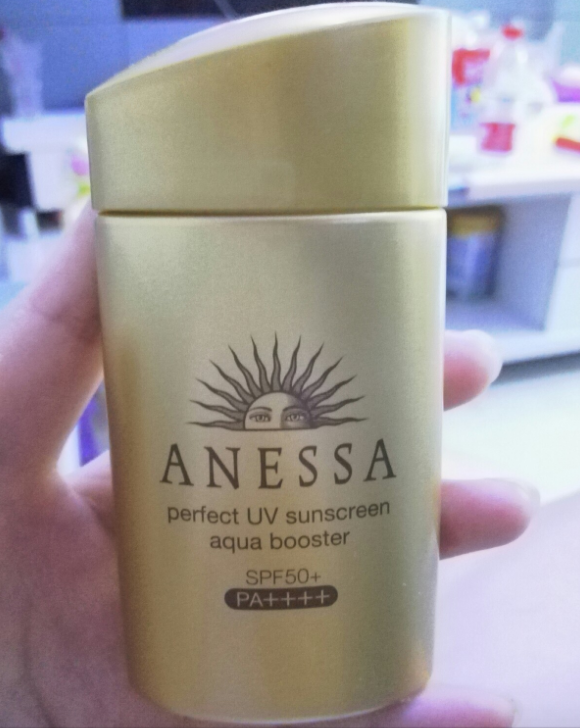 ANESSA
perfect UV sunscreen
aqua booster
SPF50+
PA++++